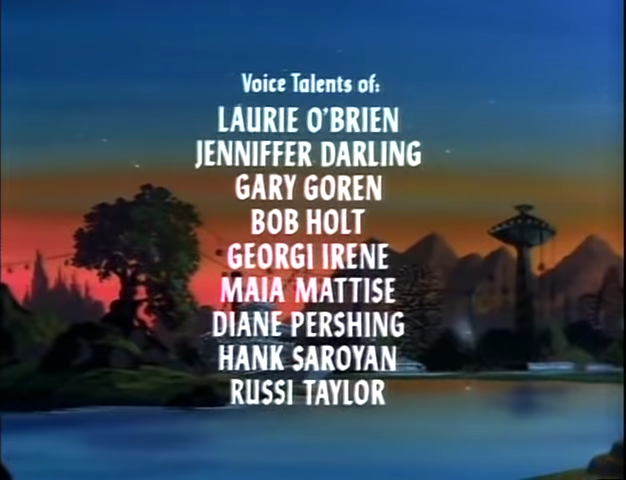 Voice Talents of:
LAURIE O'BRIEN
JENNIFFER DARLING
GARY GOREN
BOB HOLT
GEORGI IRENE
MAIA MATTISE
DIANE PERSHING
HANK SAROYAN
RUSSI TAYLOR